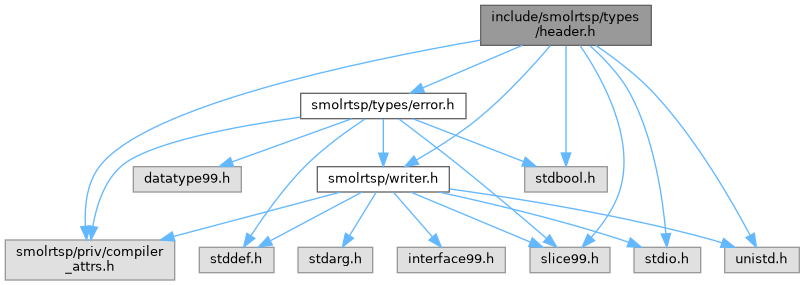 include/smolrtsp/types
/header.h
smolrtsp/types/error.h
datatype99.h
smolrtsp/writer.h
stdbool.h
smolrtsp/priv/compiler
_attrs.h
stddef.h
stdarg.h
interface99.h
slice99.h
stdio.h
unistd.h